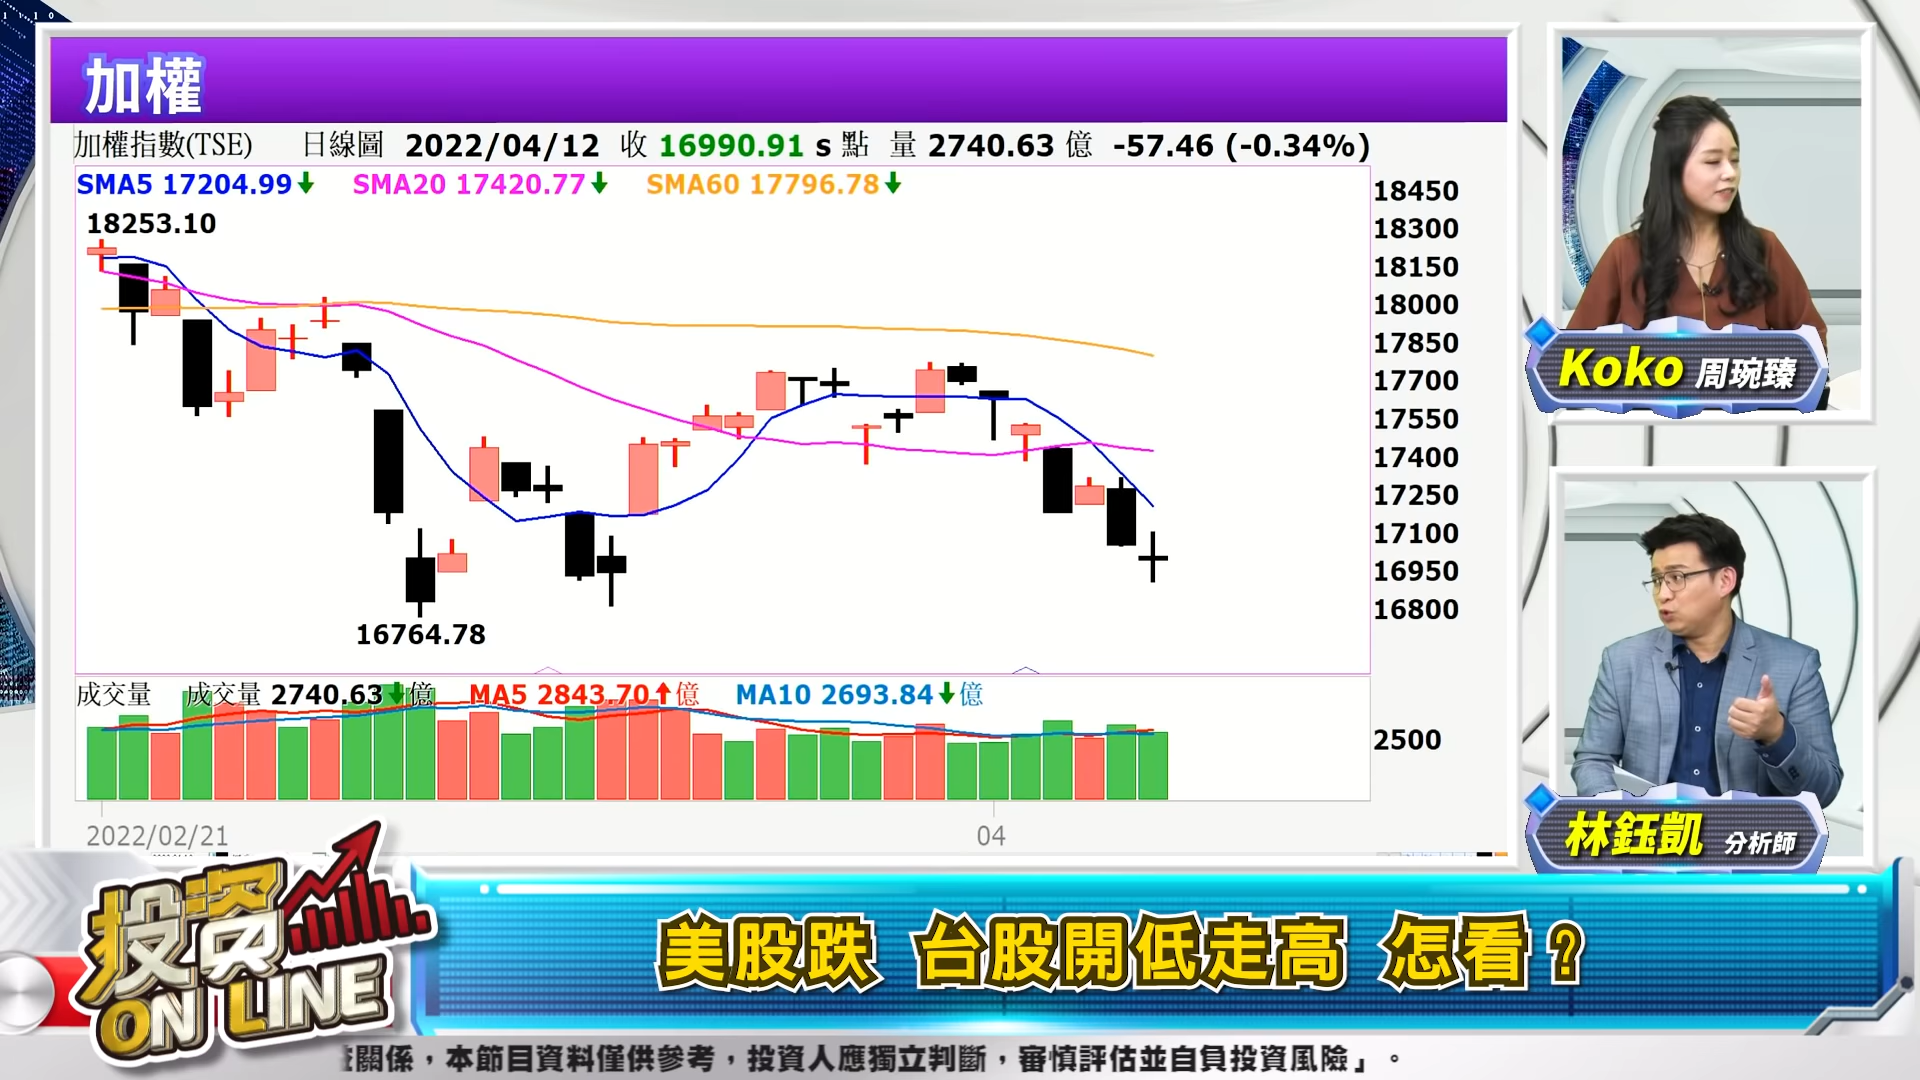 加權
加權指數(TSE) 日線圖 2022/04/12 收 16990.91 s 點 量 2740.63 億 -57.46 (-0.34%)
SMA5 17204.99↓ SMA20 17420.77↓ SMA60 17796.78↓
18253.10
16764.78
18450
18300
18150
18000
17850
17700
17550
17400
17250
17100
16950
16800
成交量 成交量 2740.63↓億 MA5 2843.70↑億 MA10 2693.84↓億
2500
2022/02/21
04
Koko 周琬瑧
林鈺凱 分析師
投資
ON LINE
美股跌 台股開低走高 怎看？
關係，本節目資料僅供參考，投資人應獨立判斷，審慎評估並自負投資風險」。